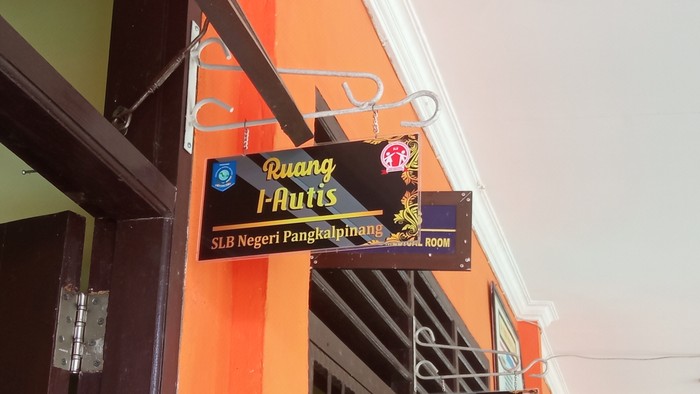 Ruang
I-Autis
SLB Negeri Pangkalpinang
ROOM